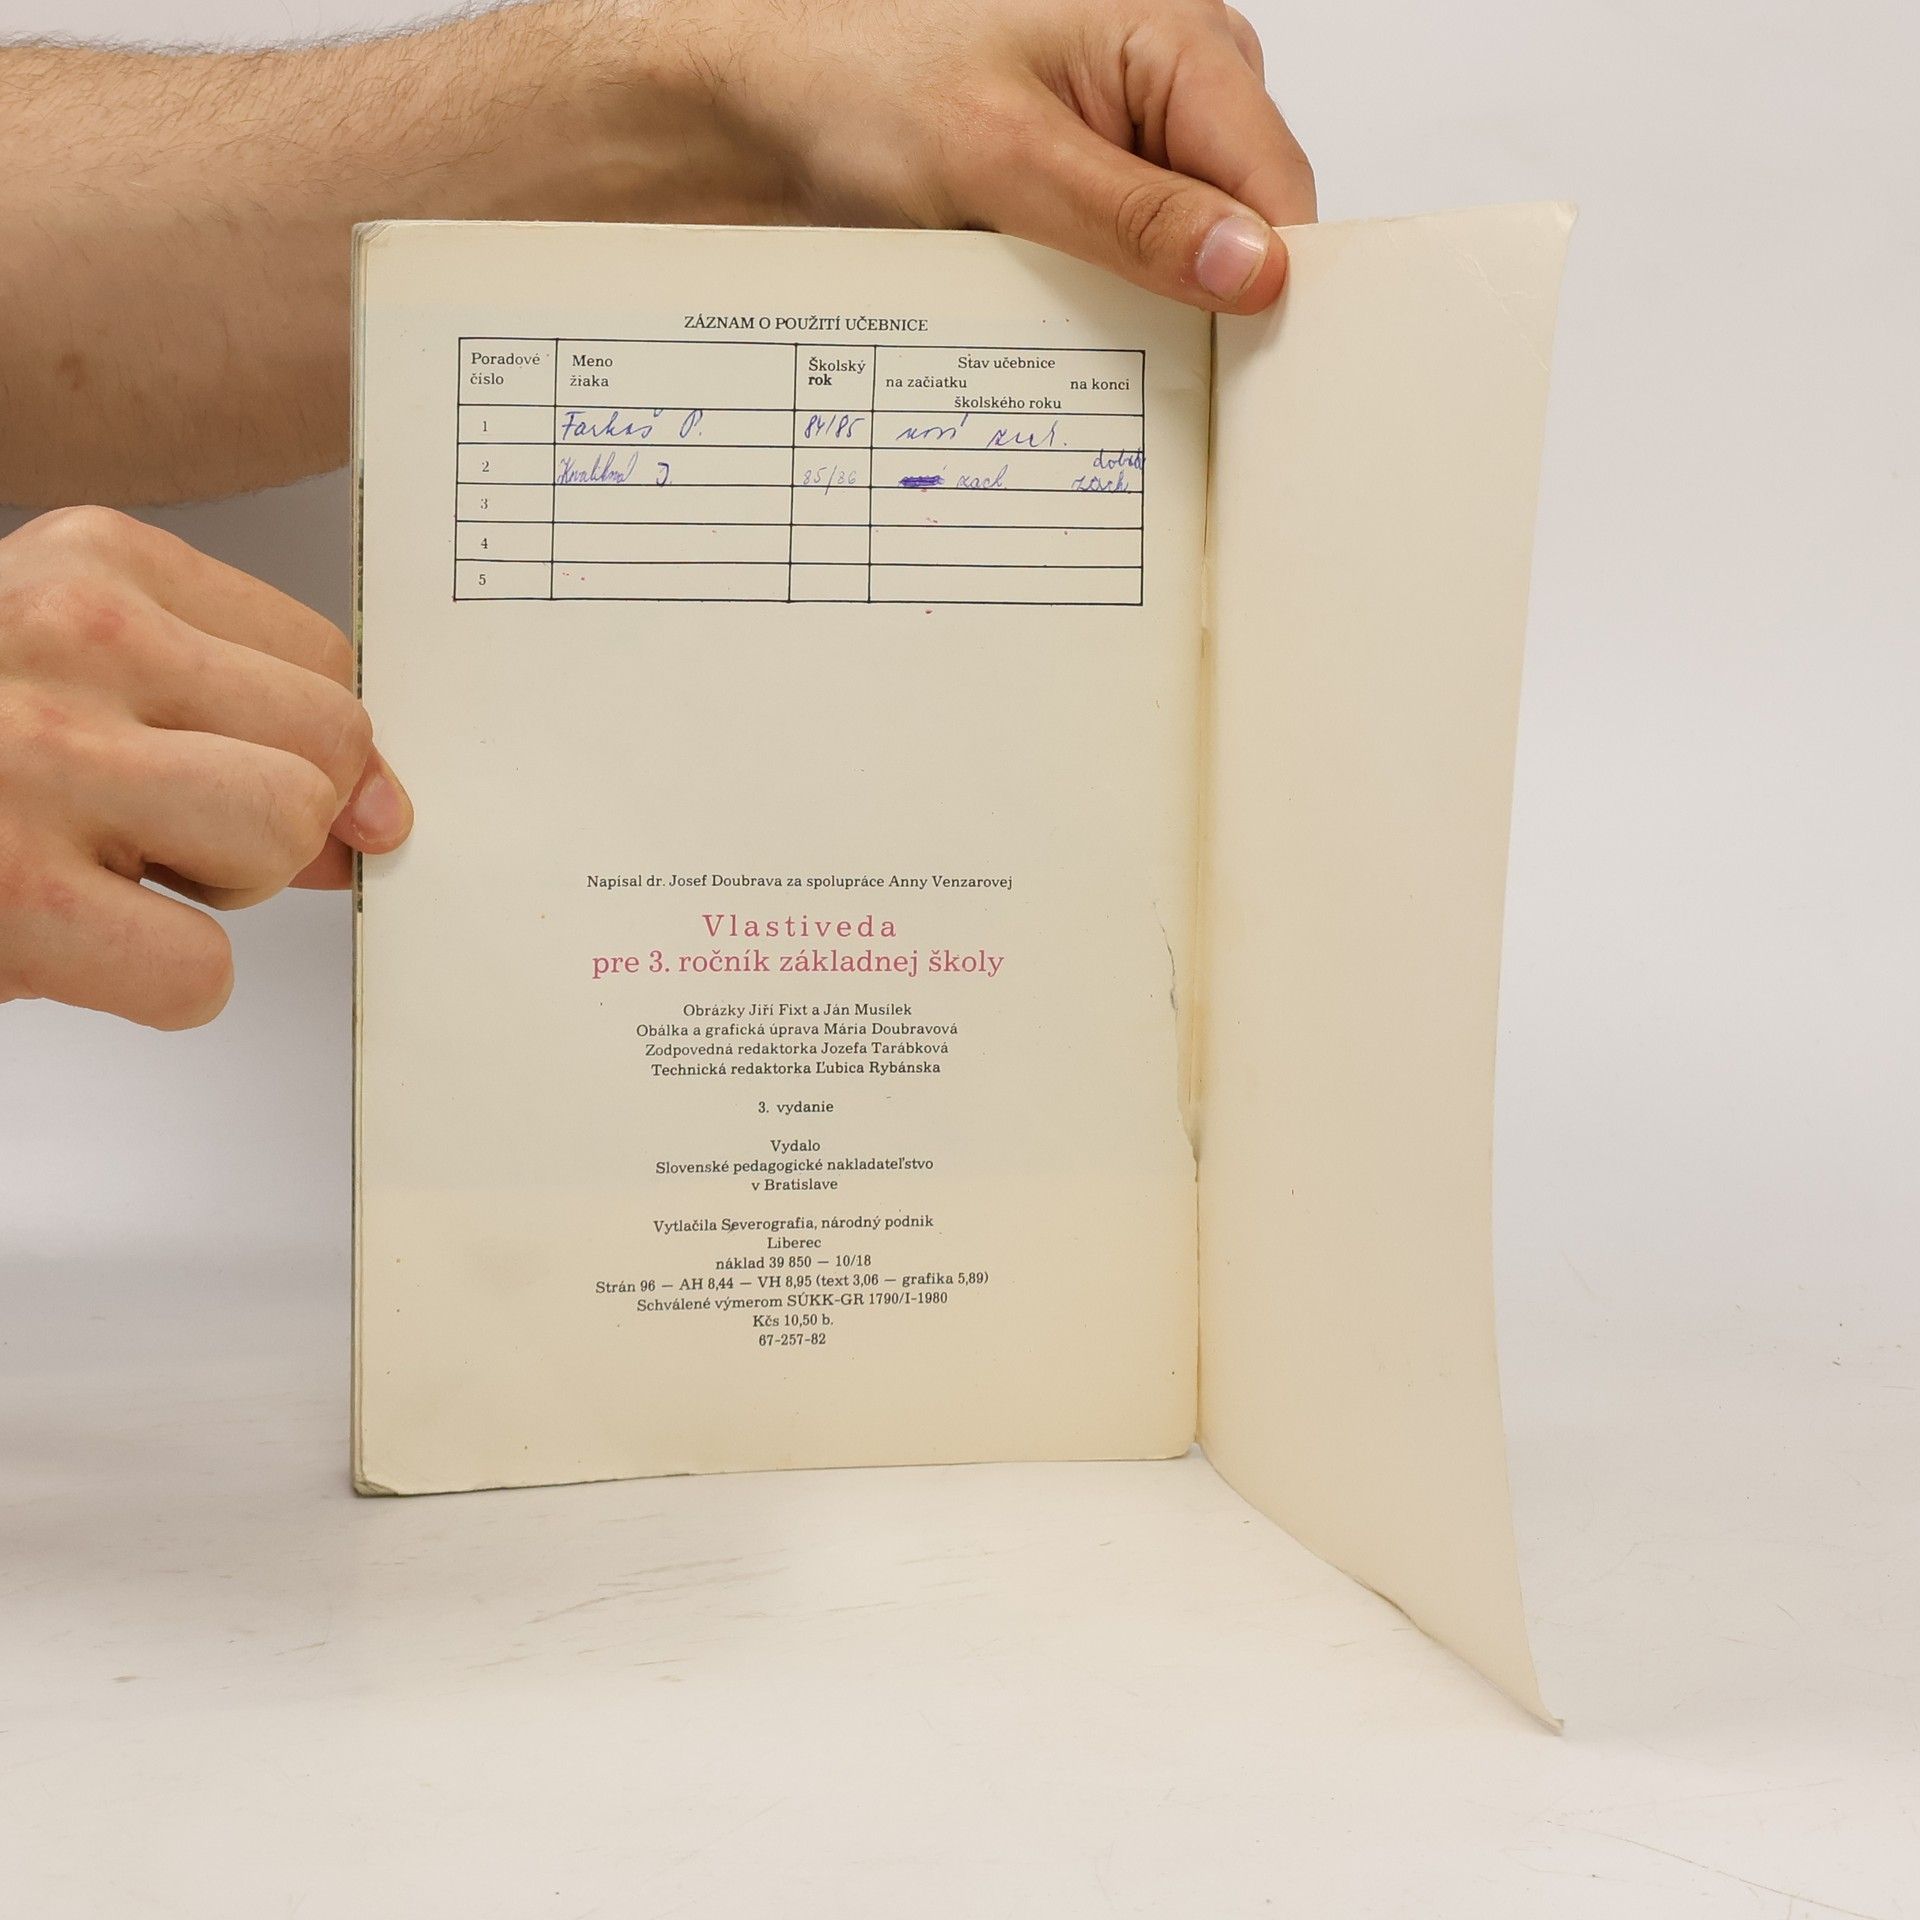 ZÁZNAM O POUŽITÍ UČEBNICE
Poradové číslo Meno žiaka Školský rok Stav učebnice na začiatku na konci školského roku
1 Farkaš P. 84/85
2 J. 85/86 zach. dobre zach.
3
4
5
Napísal dr. Josef Doubrava za spolupráce Anny Venzarovej
Vlastiveda
pre 3. ročník základnej školy
Obrázky Jiří Fixt a Ján Musílek
Obálka a grafická úprava Mária Doubravová
Zodpovedná redaktorka Jozefa Tarábková
Technická redaktorka Ľubica Rybánska
3. vydanie
Vydalo
Slovenské pedagogické nakladateľstvo
v Bratislave
Vytlačila Severografia, národný podnik
Liberec
náklad 39 850 — 10/18
Strán 96 — AH 8,44 — VH 8,95 (text 3,06 — grafika 5,89)
Schválené výmerom SÚKK-GR 1790/I-1980
Kčs 10,50 b.
67-257-82